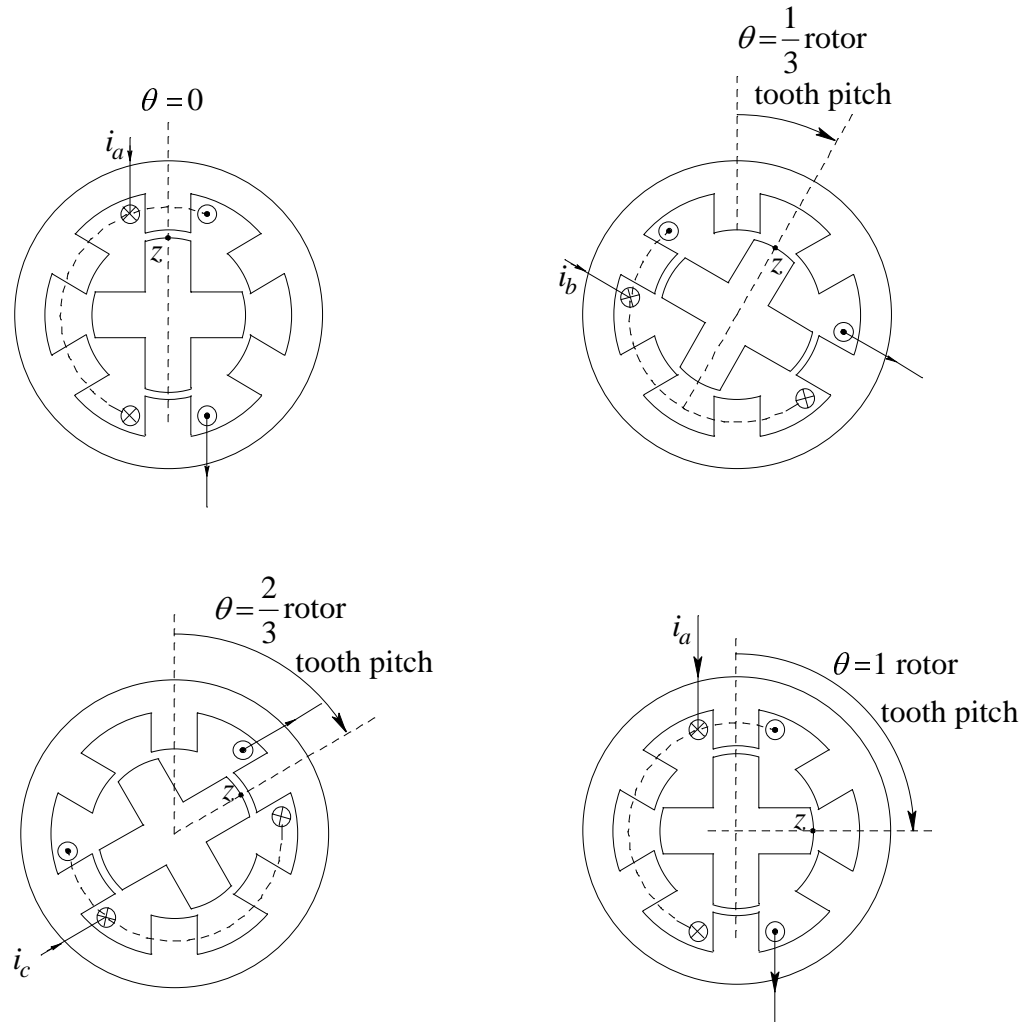 θ = 0
i_a
z
θ = 1/3 rotor
tooth pitch
i_b
z
θ = 2/3 rotor
tooth pitch
z
i_c
i_a
θ = 1 rotor
tooth pitch
z